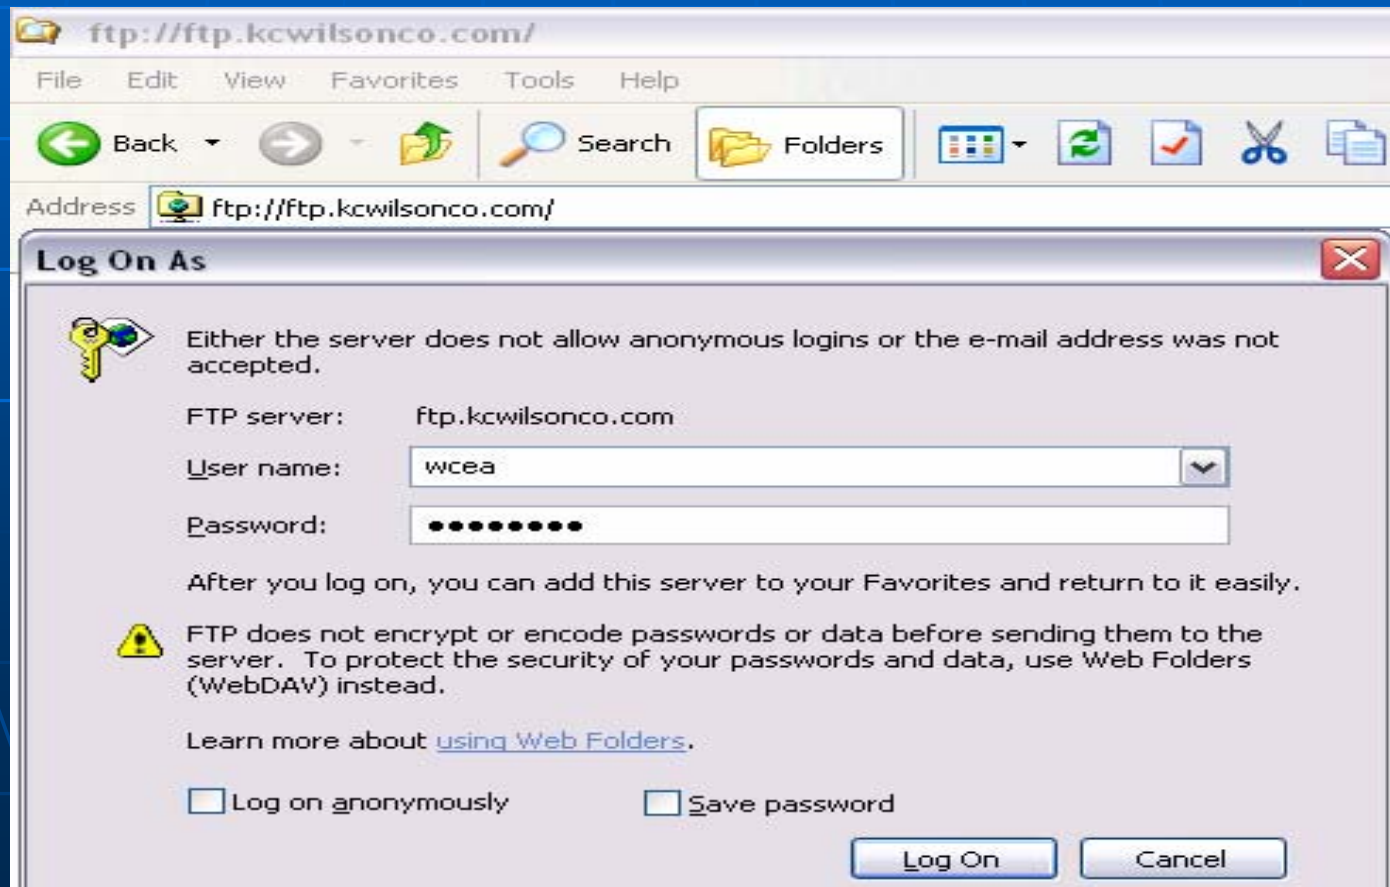 ftp://ftp.kcwilsonco.com/
File Edit View Favorites Tools Help
Back Search Folders
Address ftp://ftp.kcwilsonco.com/
Log On As
Either the server does not allow anonymous logins or the e-mail address was not
accepted.
FTP server: ftp.kcwilsonco.com
User name: wcea
Password: ••••••••
After you log on, you can add this server to your Favorites and return to it easily.
FTP does not encrypt or encode passwords or data before sending them to the
server. To protect the security of your passwords and data, use Web Folders
(WebDAV) instead.
Learn more about using Web Folders.
Log on anonymously Save password
Log On Cancel